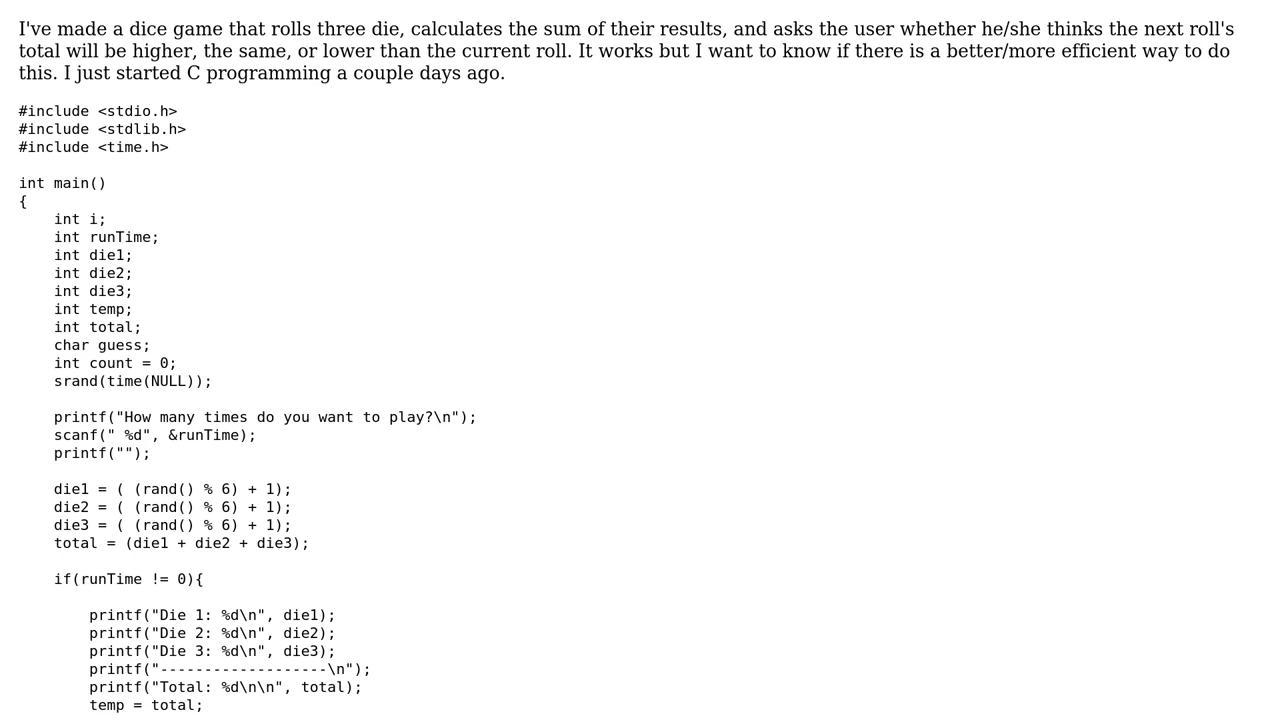 I've made a dice game that rolls three die, calculates the sum of their results, and asks the user whether he/she thinks the next roll's
total will be higher, the same, or lower than the current roll. It works but I want to know if there is a better/more efficient way to do
this. I just started C programming a couple days ago.
#include <stdio.h>
#include <stdlib.h>
#include <time.h>
int main()
{
    int i;
    int runTime;
    int die1;
    int die2;
    int die3;
    int temp;
    int total;
    char guess;
    int count = 0;
    srand(time(NULL));
    printf("How many times do you want to play?\n");
    scanf(" %d", &runTime);
    printf("");
    die1 = ( (rand() % 6) + 1);
    die2 = ( (rand() % 6) + 1);
    die3 = ( (rand() % 6) + 1);
    total = (die1 + die2 + die3);
    if(runTime != 0){
        printf("Die 1: %d\n", die1);
        printf("Die 2: %d\n", die2);
        printf("Die 3: %d\n", die3);
        printf("-------------------\n");
        printf("Total: %d\n\n", total);
        temp = total;